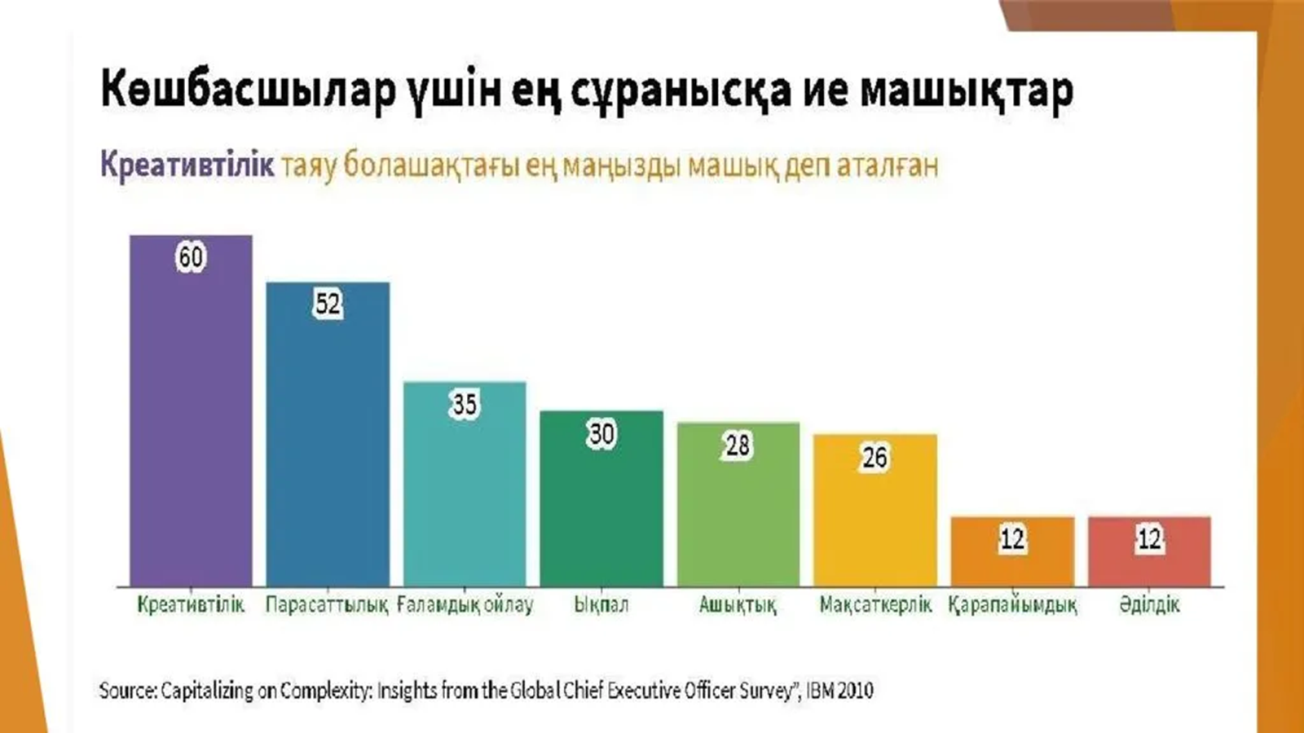 Көшбасшылар үшін ең сұранысқа ие машықтар
Креативтілік таяу болашақтағы ең маңызды машық деп аталған
60
52
35
30
28
26
12
12
Креативтілік Парасаттылық Ғаламдық ойлау Ықпал Ашықтық Мақсаткерлік Қарапайымдық Әділдік
Source: Capitalizing on Complexity: Insights from the Global Chief Executive Officer Survey”, IBM 2010